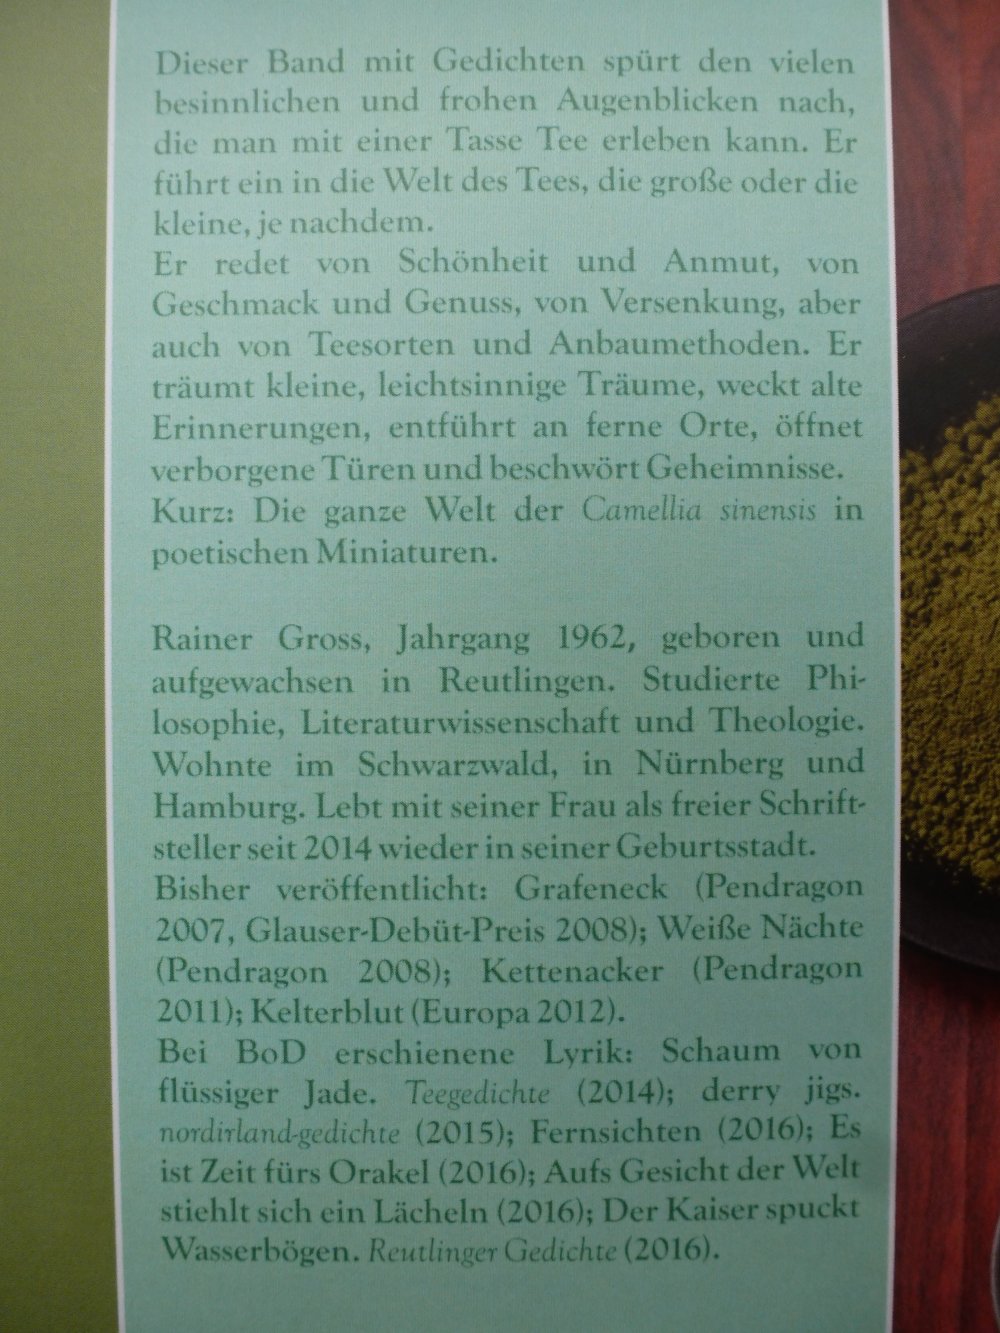 Dieser Band mit Gedichten spürt den vielen
besinnlichen und frohen Augenblicken nach,
die man mit einer Tasse Tee erleben kann. Er
führt ein in die Welt des Tees, die große oder die
kleine, je nachdem.
Er redet von Schönheit und Anmut, von
Geschmack und Genuss, von Versenkung, aber
auch von Teesorten und Anbaumethoden. Er
träumt kleine, leichtsinnige Träume, weckt alte
Erinnerungen, entführt an ferne Orte, öffnet
verborgene Türen und beschwört Geheimnisse.
Kurz: Die ganze Welt der Camellia sinensis in
poetischen Miniaturen.
Rainer Gross, Jahrgang 1962, geboren und
aufgewachsen in Reutlingen. Studierte Phi-
losophie, Literaturwissenschaft und Theologie.
Wohnte im Schwarzwald, in Nürnberg und
Hamburg. Lebt mit seiner Frau als freier Schrift-
steller seit 2014 wieder in seiner Geburtsstadt.
Bisher veröffentlicht: Grafeneck (Pendragon
2007, Glauser-Debüt-Preis 2008); Weiße Nächte
(Pendragon 2008); Kettenacker (Pendragon
2011); Kelterblut (Europa 2012).
Bei BoD erschienene Lyrik: Schaum von
flüssiger Jade. Teegedichte (2014); derry jigs.
nordirland-gedichte (2015); Fernsichten (2016); Es
ist Zeit fürs Orakel (2016); Aufs Gesicht der Welt
stiehlt sich ein Lächeln (2016); Der Kaiser spuckt
Wasserbögen. Reutlinger Gedichte (2016).